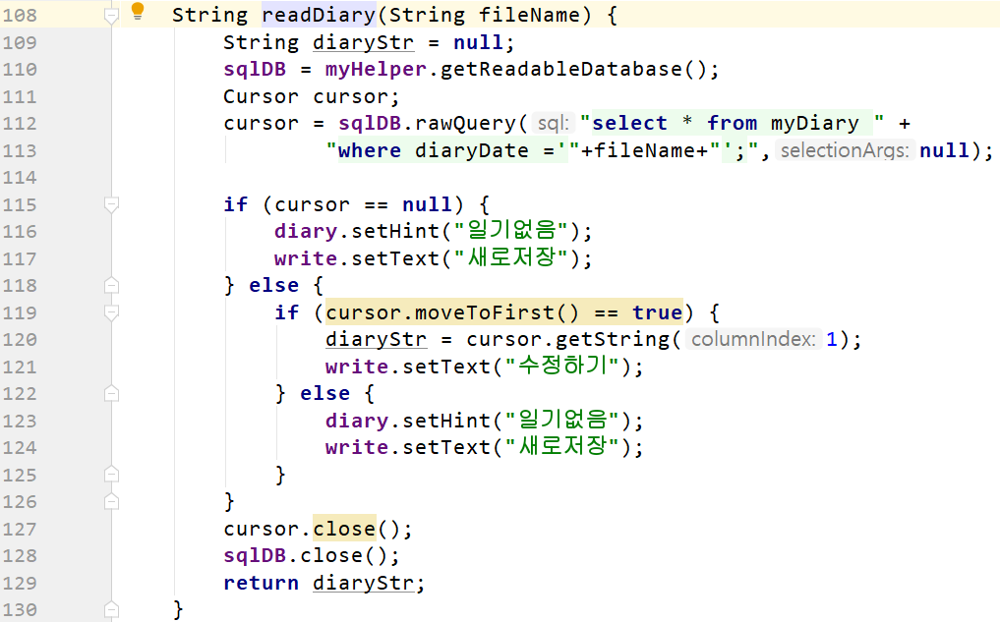 108 String readDiary(String fileName) {
109 String diaryStr = null;
110 sqlDB = myHelper.getReadableDatabase();
111 Cursor cursor;
112 cursor = sqlDB.rawQuery( sql: "select * from myDiary " +
113 "where diaryDate ='"+fileName+"';", selectionArgs: null);
114
115 if (cursor == null) {
116 diary.setHint("일기없음");
117 write.setText("새로저장");
118 } else {
119 if (cursor.moveToFirst() == true) {
120 diaryStr = cursor.getString( columnIndex: 1);
121 write.setText("수정하기");
122 } else {
123 diary.setHint("일기없음");
124 write.setText("새로저장");
125 }
126 }
127 cursor.close();
128 sqlDB.close();
129 return diaryStr;
130 }